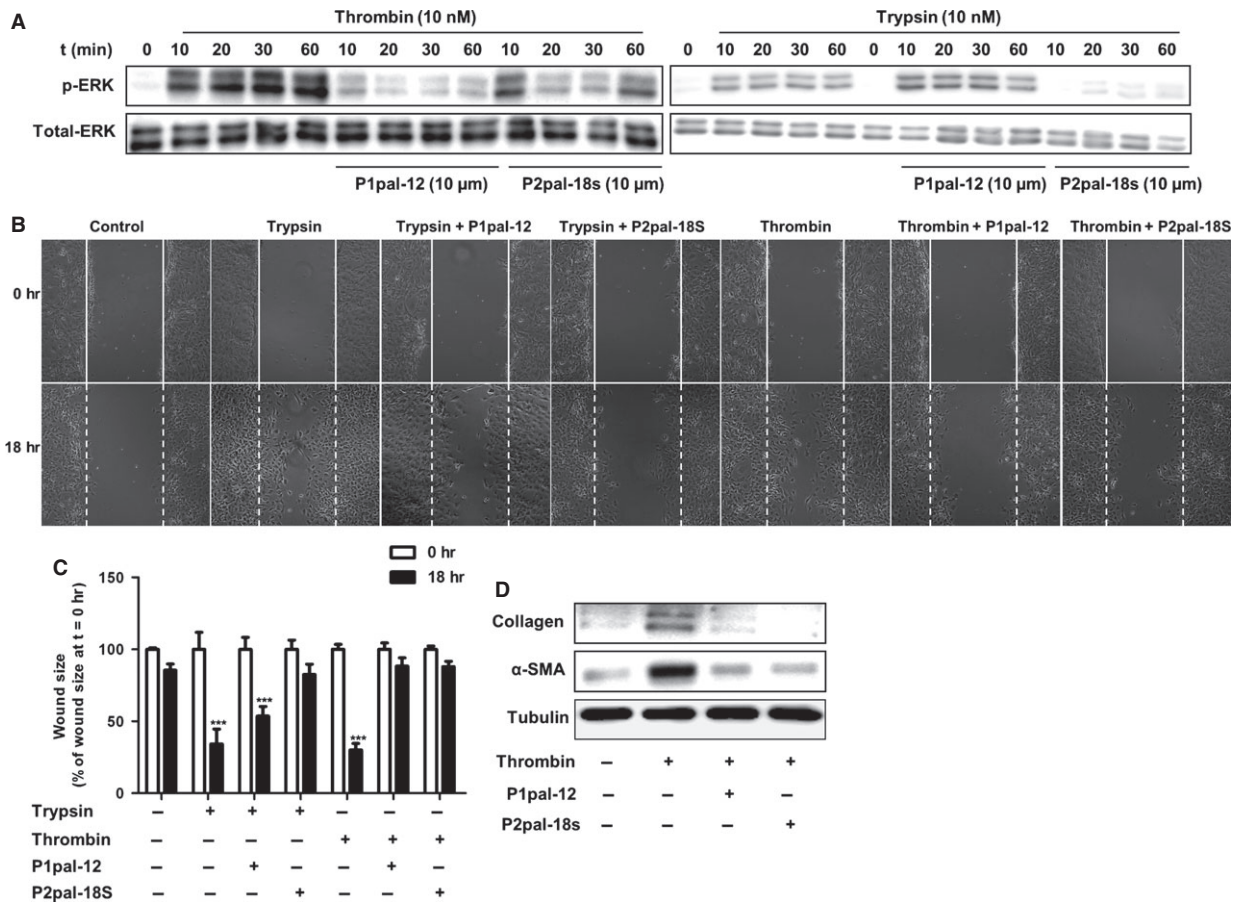 A
Thrombin (10 nM) Trypsin (10 nM)
t (min) 0 10 20 30 60 10 20 30 60 10 20 30 60 0 10 20 30 60 0 10 20 30 60 10 20 30 60
p-ERK
Total-ERK
P1pal-12 (10 μm) P2pal-18s (10 μm) P1pal-12 (10 μm) P2pal-18s (10 μm)
B
Control Trypsin Trypsin + P1pal-12 Trypsin + P2pal-18S Thrombin Thrombin + P1pal-12 Thrombin + P2pal-18S
0 hr
18 hr
C
0 hr
18 hr
Wound size
(% of wound size at t = 0 hr)
150
100
50
0
*** *** ***
Trypsin – + + + – – –
Thrombin – – – – + + +
P1pal-12 – – + – – + –
P2pal-18S – – – + – – +
D
Collagen
α-SMA
Tubulin
Thrombin – + + +
P1pal-12 – – + –
P2pal-18s – – – +